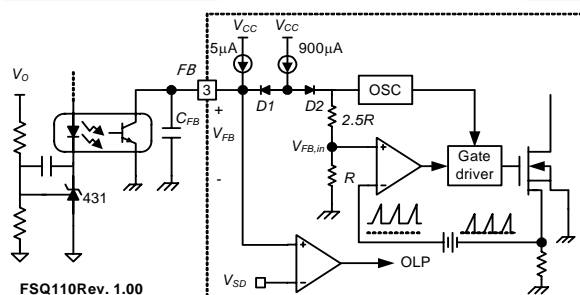 VCC VCC
5µA 900µA
VO
FB 3
D1 D2
OSC
CFB
+
VFB
-
2.5R
VFB,in
R
+
-
Gate driver
431
+
-
VSD
OLP
FSQ110Rev. 1.00